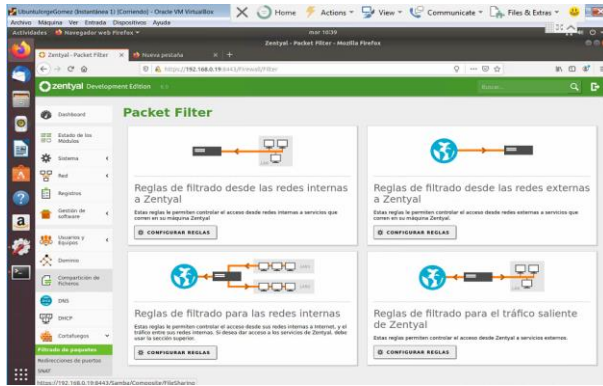 UbuntuJorgeGomez (Instantánea 1) [Corriendo] - Oracle VM VirtualBox
Home
Actions
View
Communicate
Files & Extras
Archivo Máquina Ver Entrada Dispositivos Ayuda
Actividades
Navegador web Firefox
mar 16:39
Zentyal - Packet Filter - Mozilla Firefox
Zentyal - Packet Filter
Nueva pestaña
https://192.168.0.19:8443/Firewall/Filter
zentyal Development Edition
Buscar...
Packet Filter
Dashboard
Estado de los Módulos
Sistema
Red
Registros
Gestión de software
Usuarios y Equipos
Dominio
Compartición de Ficheros
DNS
DHCP
Cortafuegos
Filtrado de paquetes
Redirecciones de puertos
SNAT
Reglas de filtrado desde las redes internas
a Zentyal
Estas reglas le permiten controlar el acceso desde redes internas a servicios que
corren en su máquina Zentyal.
CONFIGURAR REGLAS
Reglas de filtrado desde las redes externas
a Zentyal
Estas reglas le permiten controlar el acceso desde redes externas a servicios que
corren en su máquina Zentyal.
CONFIGURAR REGLAS
Reglas de filtrado para las redes internas
Estas reglas le permiten controlar el acceso desde sus redes internas a Internet, y el
tráfico entre sus redes internas. Si desea dar acceso a los servicios de Zentyal, debe
usar la sección superior.
CONFIGURAR REGLAS
Reglas de filtrado para el tráfico saliente
de Zentyal
Estas reglas permiten controlar el acceso desde Zentyal a servicios externos.
CONFIGURAR REGLAS
https://192.168.0.19:8443/Samba/Composite/FileSharing